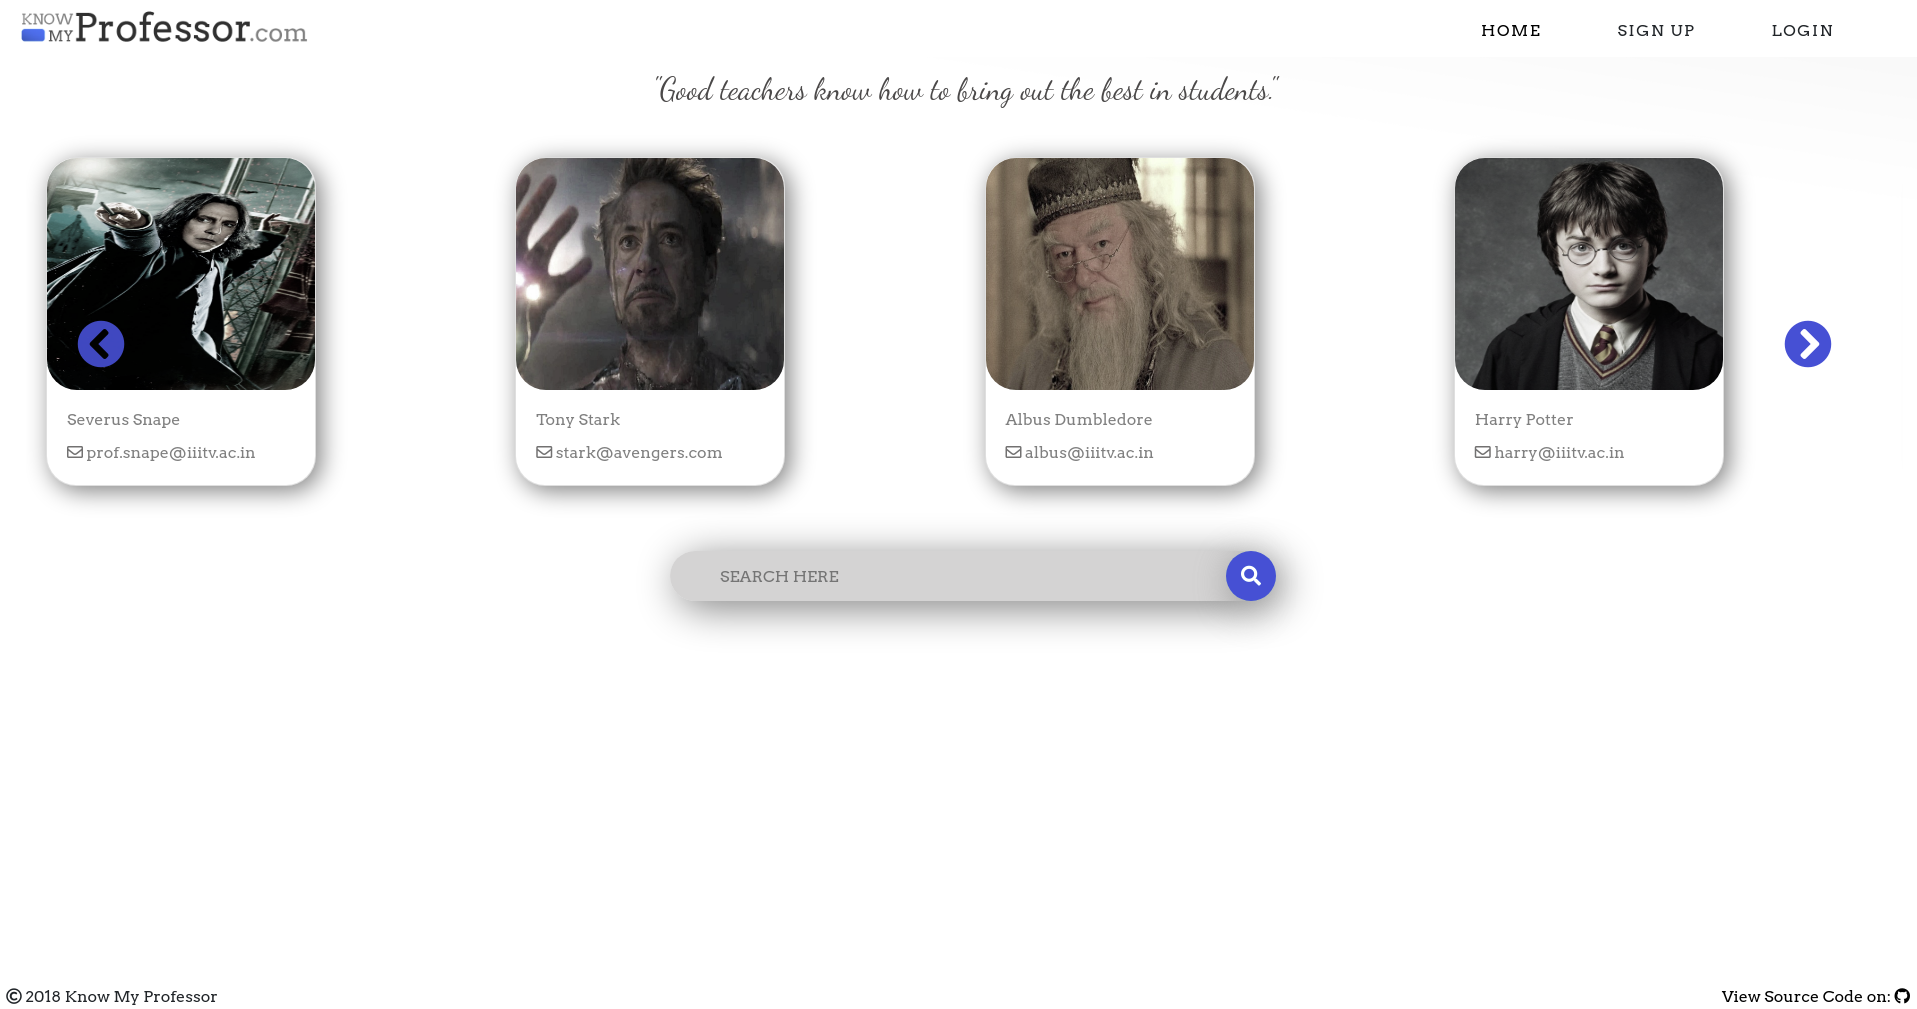 KNOW
MY Professor.com
HOME
SIGN UP
LOGIN
"Good teachers know how to bring out the best in students."
Severus Snape
prof.snape@iiitv.ac.in
Tony Stark
stark@avengers.com
Albus Dumbledore
albus@iiitv.ac.in
Harry Potter
harry@iiitv.ac.in
SEARCH HERE
© 2018 Know My Professor
View Source Code on: